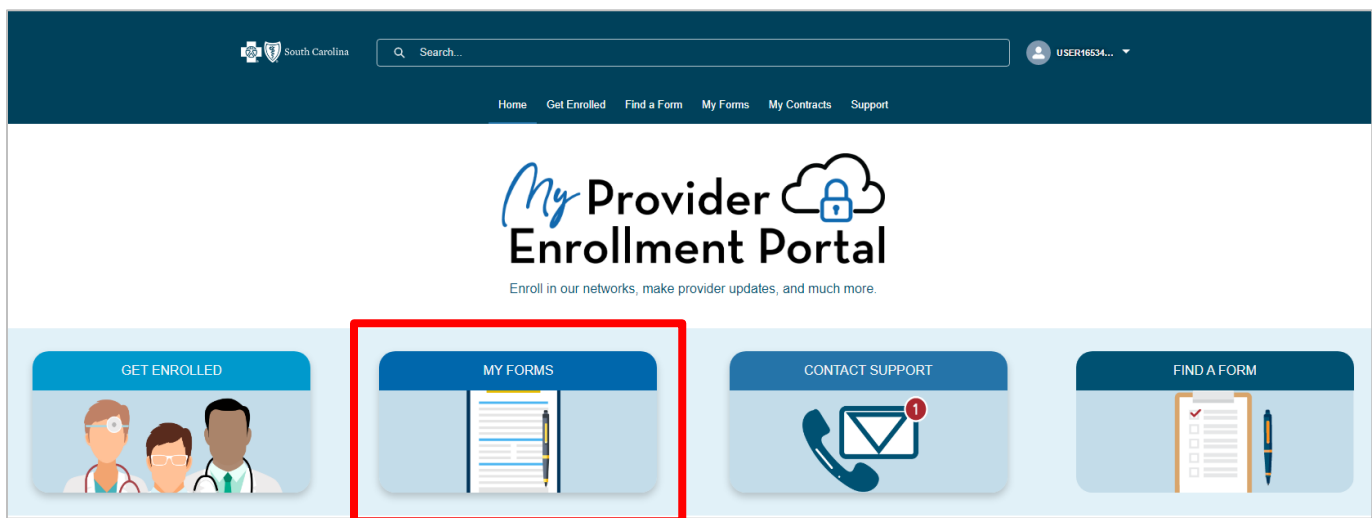 South Carolina
Search...
USER16534...
Home Get Enrolled Find a Form My Forms My Contracts Support
My Provider
Enrollment Portal
Enroll in our networks, make provider updates, and much more.
GET ENROLLED MY FORMS CONTACT SUPPORT FIND A FORM
1